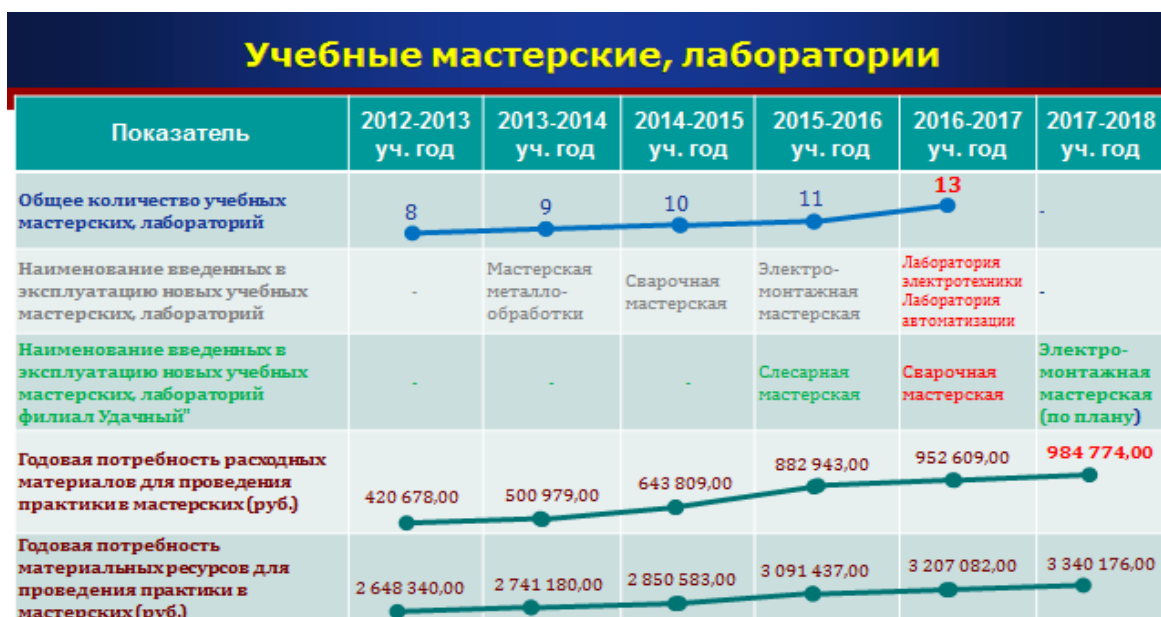 Учебные мастерские, лаборатории
Показатель
2012-2013
уч. год
2013-2014
уч. год
2014-2015
уч. год
2015-2016
уч. год
2016-2017
уч. год
2017-2018
уч. год
Общее количество учебных
мастерских, лабораторий
8
9
10
11
13
-
Наименование введенных в
эксплуатацию новых учебных
мастерских, лабораторий
-
Мастерская
металло-
обработки
Сварочная
мастерская
Электро-
монтажная
мастерская
Лаборатория
электротехники
Лаборатория
автоматизации
-
Наименование введенных в
эксплуатацию новых учебных
мастерских, лабораторий
филиал Удачный"
-
-
-
Слесарная
мастерская
Сварочная
мастерская
Электро-
монтажная
мастерская
(по плану)
Годовая потребность расходных
материалов для проведения
практики в мастерских (руб.)
420 678,00
500 979,00
643 809,00
882 943,00
952 609,00
984 774,00
Годовая потребность
материальных ресурсов для
проведения практики в
мастерских (руб.)
2 648 340,00
2 741 180,00
2 850 583,00
3 091 437,00
3 207 082,00
3 340 176,00